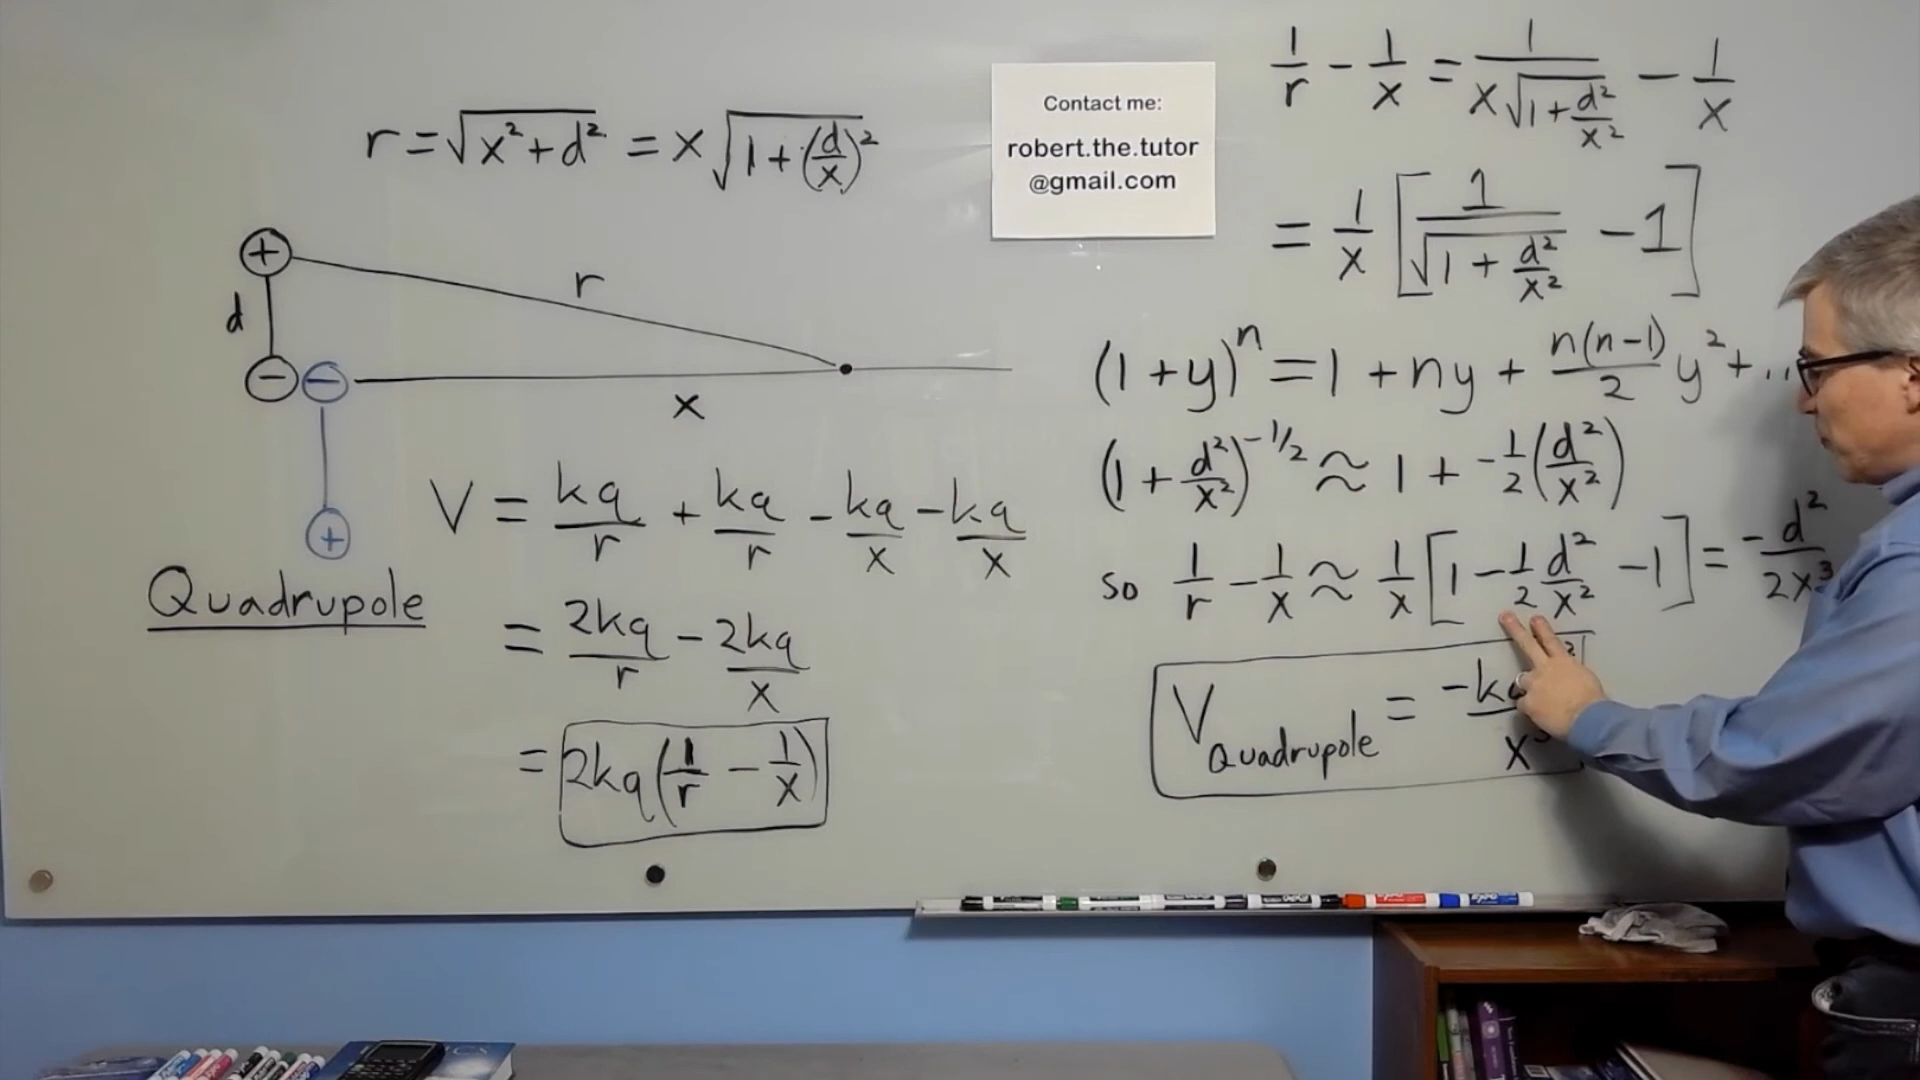 r = √(x² + d²) = x √(1 + (d/x)²)
+
r
d
− −
x
+
Quadrupole
V = kq/r + kq/r − kq/x − kq/x
= 2kq/r − 2kq/x
= 2kq(1/r − 1/x)
Contact me:
robert.the.tutor
@gmail.com
1/r − 1/x = 1/(x√(1 + d²/x²)) − 1/x
= 1/x [1/√(1 + d²/x²) − 1]
(1 + y)ⁿ = 1 + ny + n(n−1)/2 y² + ...
(1 + d²/x²)^−1/2 ≈ 1 + −1/2 (d²/x²)
so 1/r − 1/x ≈ 1/x [1 − 1/2 d²/x² − 1] = −d²/2x³
V Quadrupole = −k x³